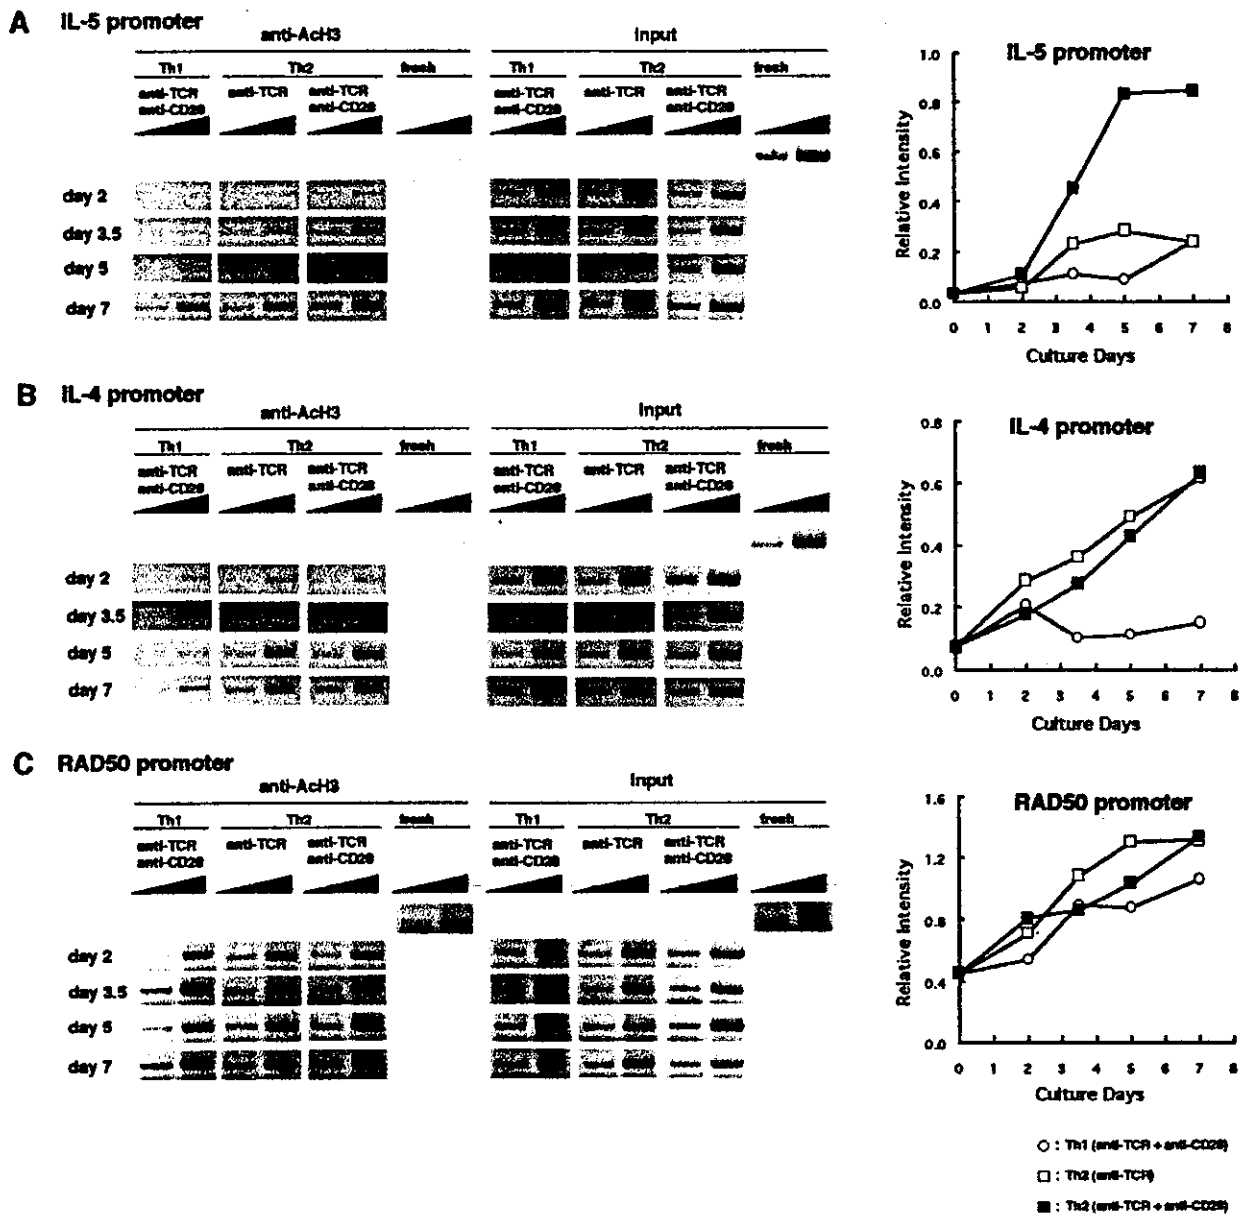 A IL-5 promoter
anti-AcH3
Input
Th1 Th2 fresh Th1 Th2 fresh
anti-TCR anti-CD28
anti-TCR
anti-TCR anti-CD28
anti-TCR anti-CD28
anti-TCR
anti-TCR anti-CD28
day 2
day 3.5
day 5
day 7
IL-5 promoter
Relative Intensity
1.0
0.8
0.6
0.4
0.2
0.0
0 1 2 3 4 5 6 7 8
Culture Days
B IL-4 promoter
anti-AcH3
Input
Th1 Th2 fresh Th1 Th2 fresh
anti-TCR anti-CD28
anti-TCR
anti-TCR anti-CD28
anti-TCR anti-CD28
anti-TCR
anti-TCR anti-CD28
day 2
day 3.5
day 5
day 7
IL-4 promoter
Relative Intensity
0.8
0.6
0.4
0.2
0.0
0 1 2 3 4 5 6 7 8
Culture Days
C RAD50 promoter
anti-AcH3
Input
Th1 Th2 fresh Th1 Th2 fresh
anti-TCR anti-CD28
anti-TCR
anti-TCR anti-CD28
anti-TCR anti-CD28
anti-TCR
anti-TCR anti-CD28
day 2
day 3.5
day 5
day 7
RAD50 promoter
Relative Intensity
1.6
1.2
0.8
0.4
0.0
0 1 2 3 4 5 6 7 8
Culture Days
: Th1 (anti-TCR + anti-CD28)
: Th2 (anti-TCR)
: Th2 (anti-TCR + anti-CD28)